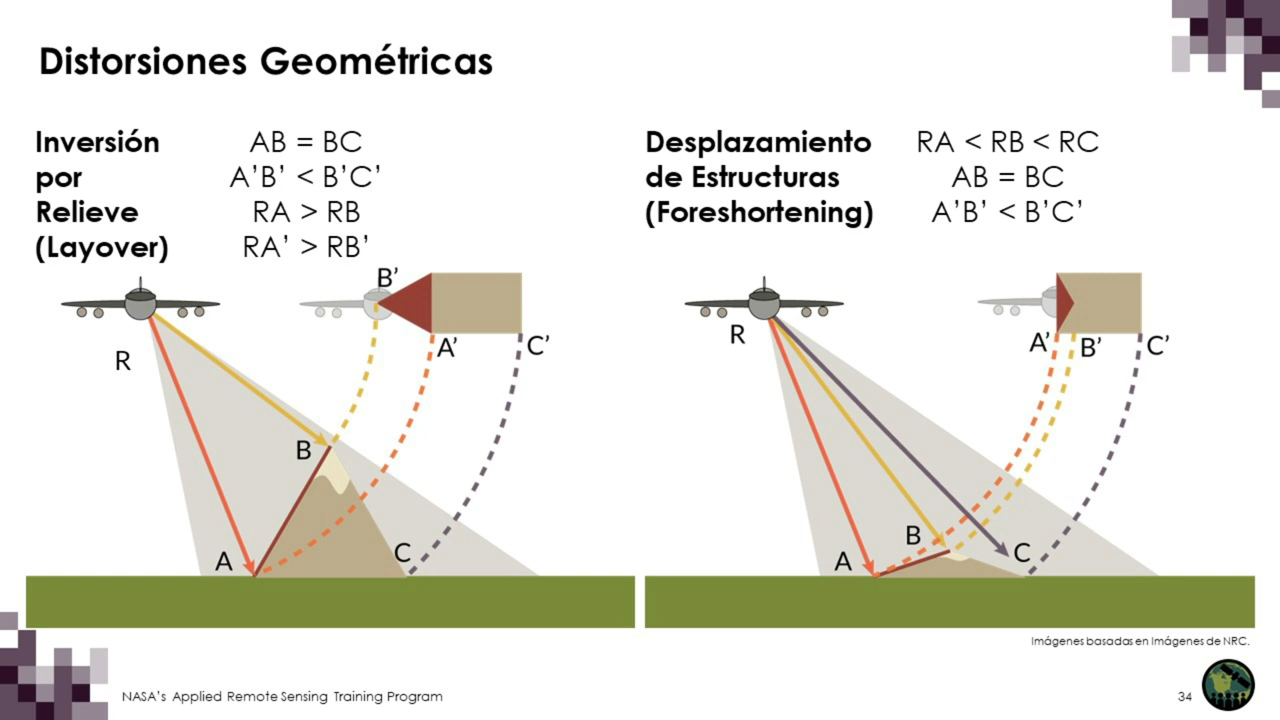 Distorsiones Geométricas
Inversión
por
Relieve
(Layover)
AB = BC
A’B’ < B’C’
RA > RB
RA’ > RB’
Desplazamiento
de Estructuras
(Foreshortening)
RA < RB < RC
AB = BC
A’B’ < B’C’
B’
A’
C’
R
B
A
C
R
A’
B’
C’
B
A
C
Imágenes basadas en Imágenes de NRC.
NASA’s Applied Remote Sensing Training Program
34